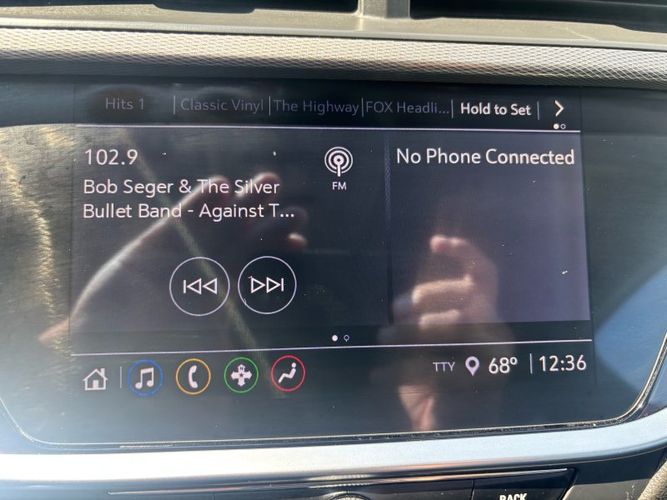 Hits 1 Classic Vinyl The Highway FOX Headli... Hold to Set
102.9
FM
No Phone Connected
Bob Seger & The Silver
Bullet Band - Against T...
TTY 68° 12:36
BACK